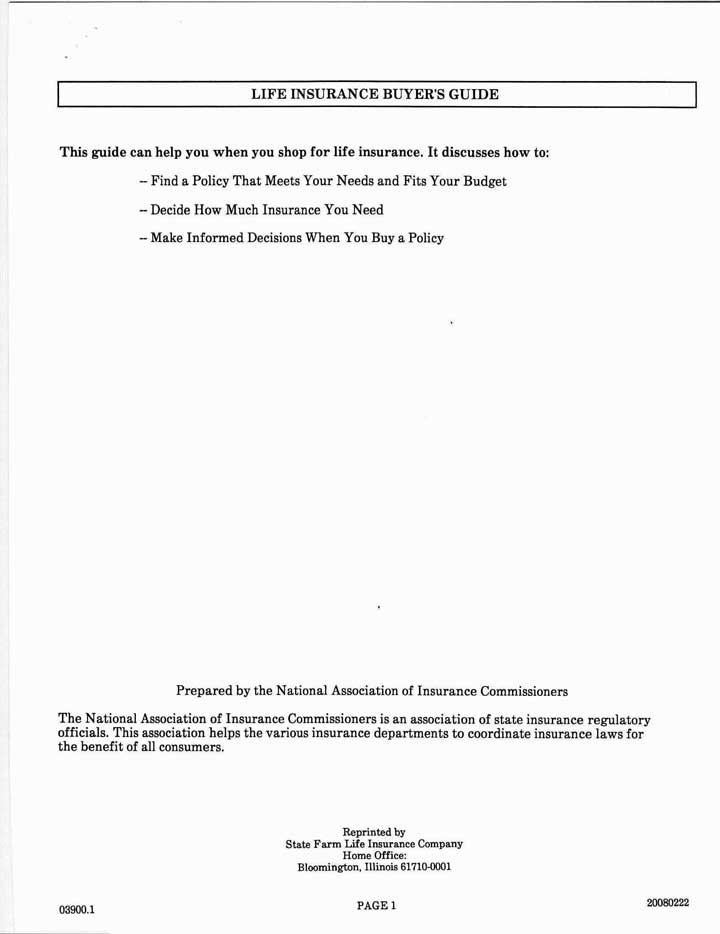 LIFE INSURANCE BUYER'S GUIDE
This guide can help you when you shop for life insurance. It discusses how to:
-- Find a Policy That Meets Your Needs and Fits Your Budget
-- Decide How Much Insurance You Need
-- Make Informed Decisions When You Buy a Policy
Prepared by the National Association of Insurance Commissioners
The National Association of Insurance Commissioners is an association of state insurance regulatory
officials. This association helps the various insurance departments to coordinate insurance laws for
the benefit of all consumers.
Reprinted by
State Farm Life Insurance Company
Home Office:
Bloomington, Illinois 61710-0001
03900.1
PAGE 1
20080222